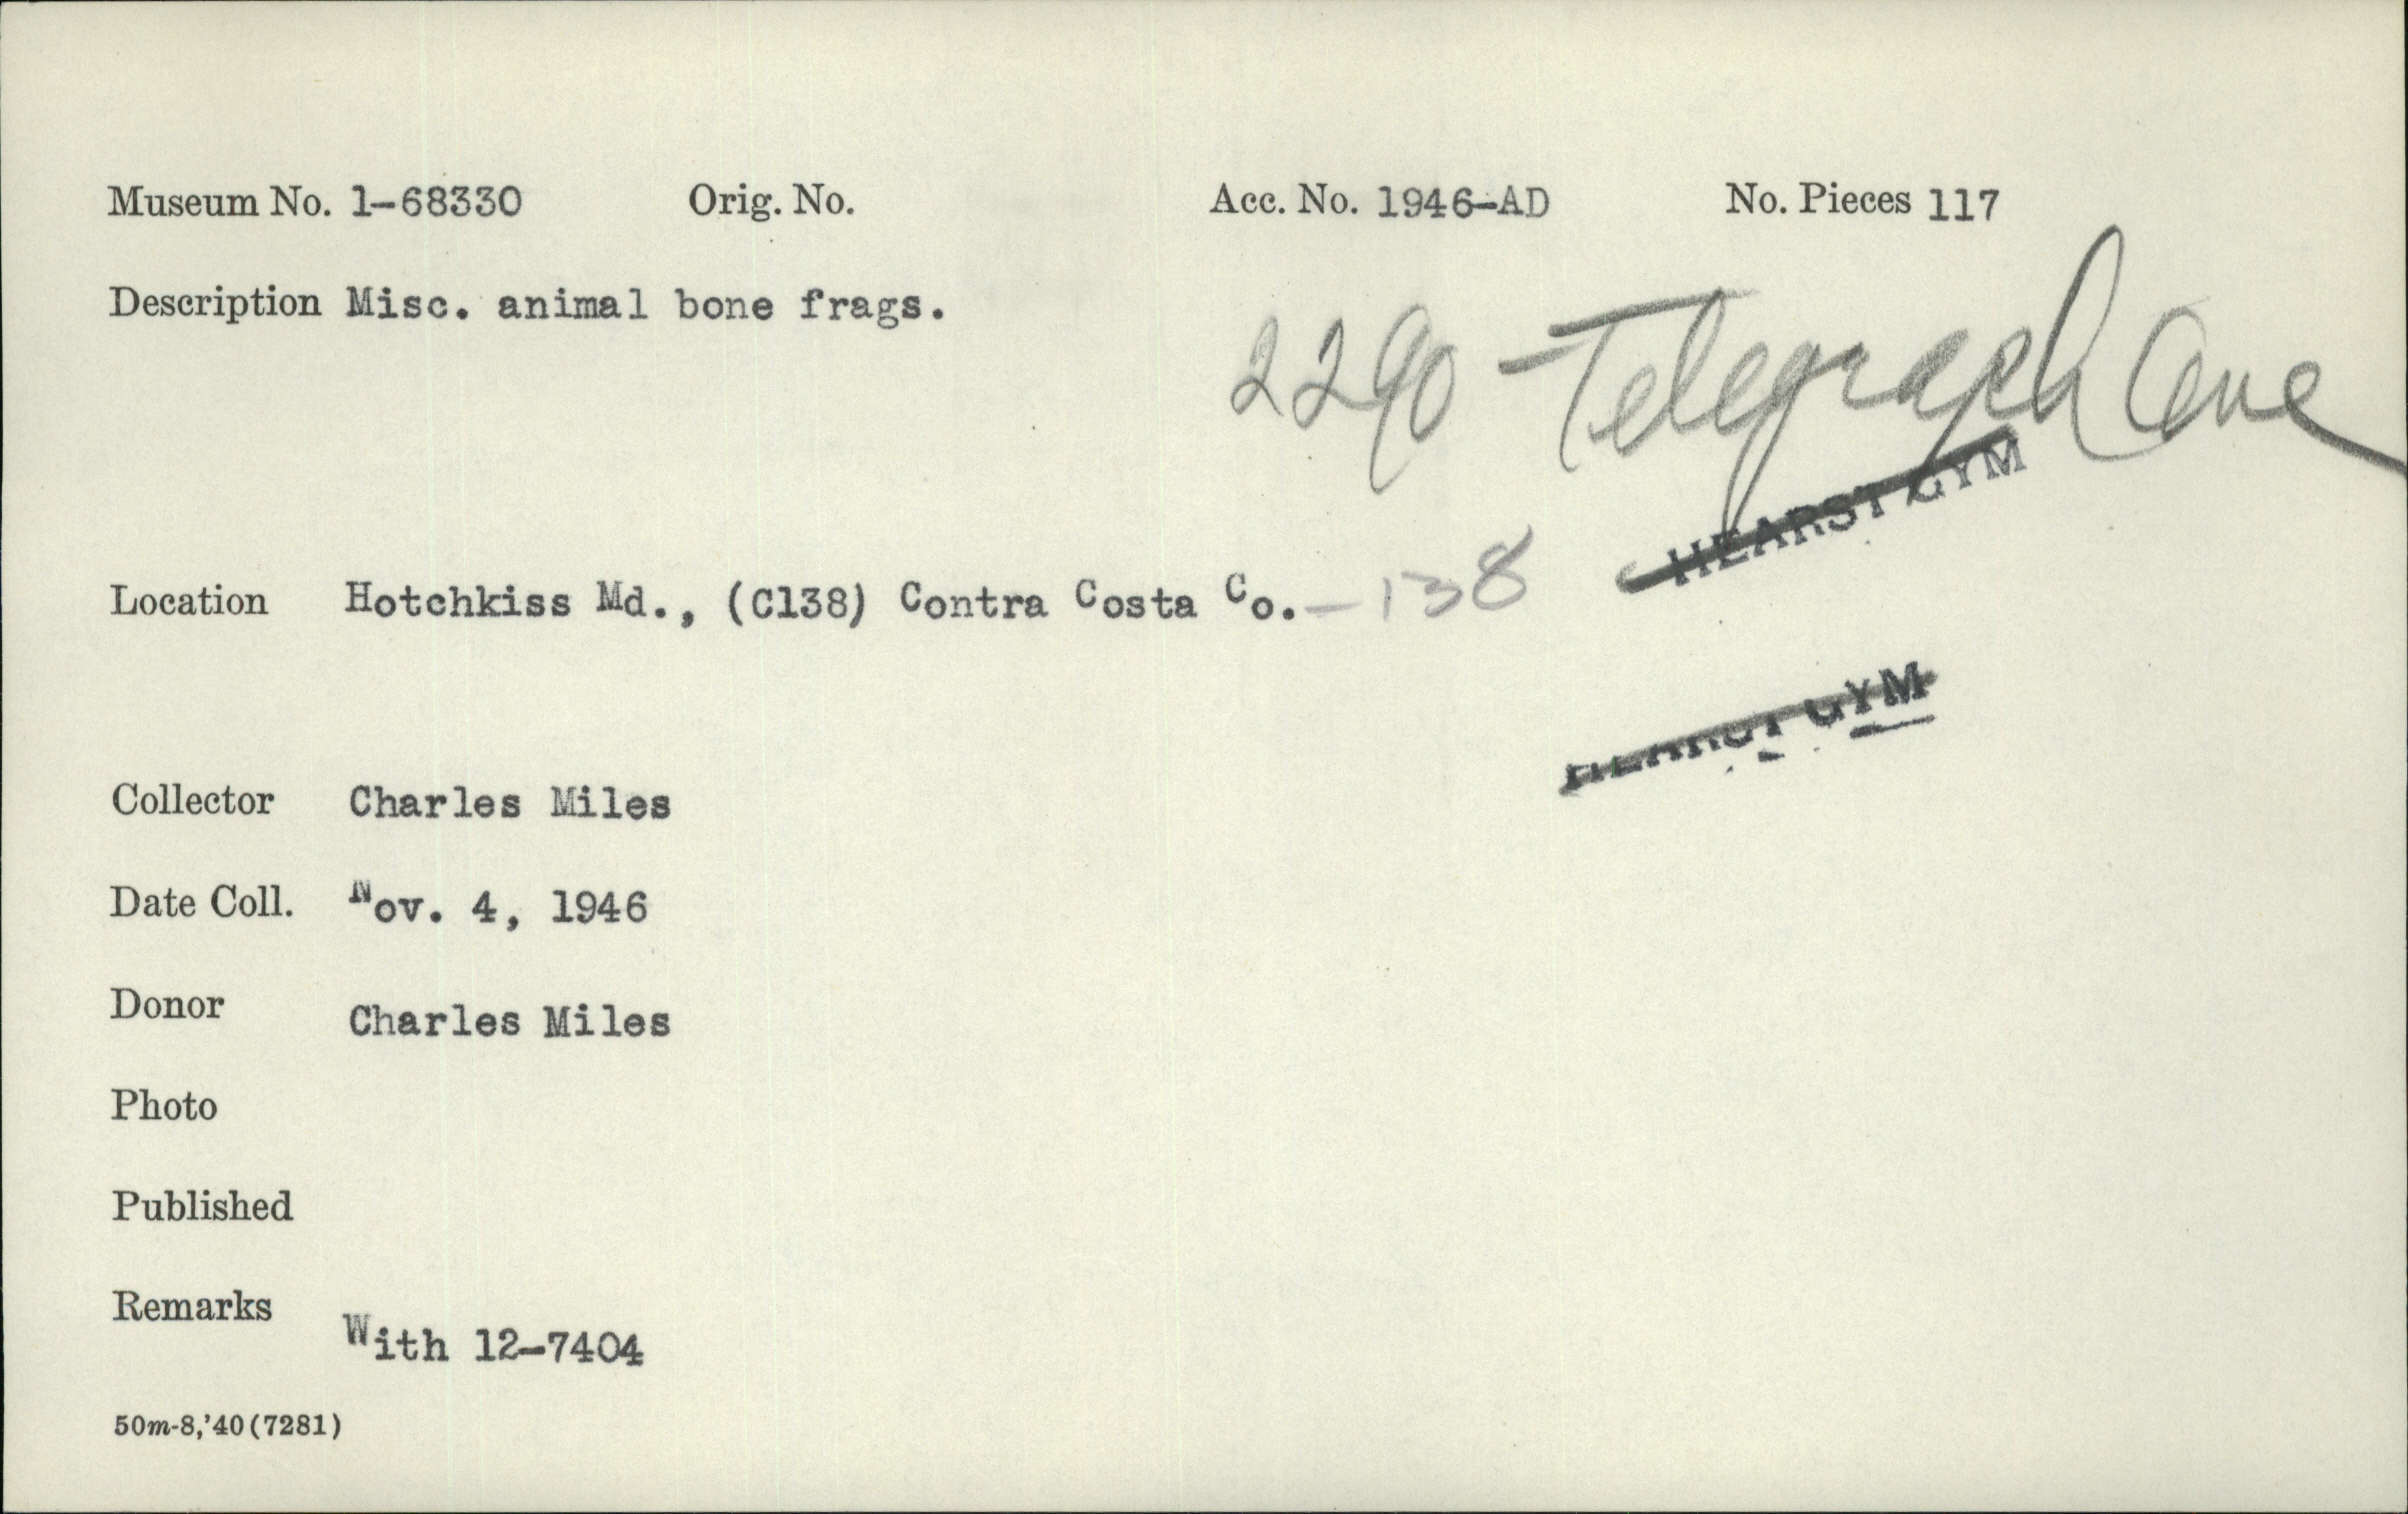 Museum No. 1-68330 Orig. No. Acc. No. 1946-AD No. Pieces 117
Description Misc. animal bone frags.
2290 Telegraph Ave
HEARST GYM
Location Hotchkiss Md., (C138) Contra Costa Co. - 138
HEARST GYM
Collector Charles Miles
Date Coll. Nov. 4, 1946
Donor Charles Miles
Photo
Published
Remarks With 12-7404
50m-8,'40(7281)